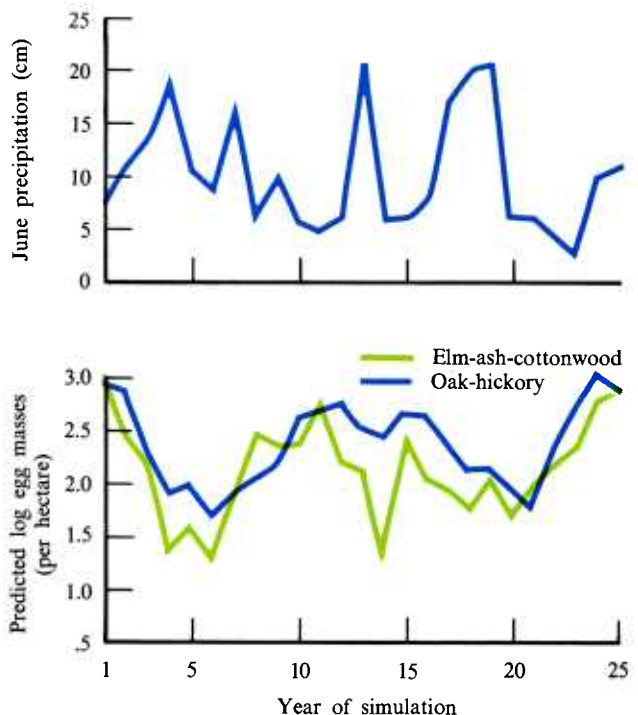 June precipitation (cm)
25
20
15
10
5
0
Elm-ash-cottonwood
Oak-hickory
Predicted log egg masses
(per hectare)
3.0
2.5
2.0
1.5
1.0
.5
1 5 10 15 20 25
Year of simulation